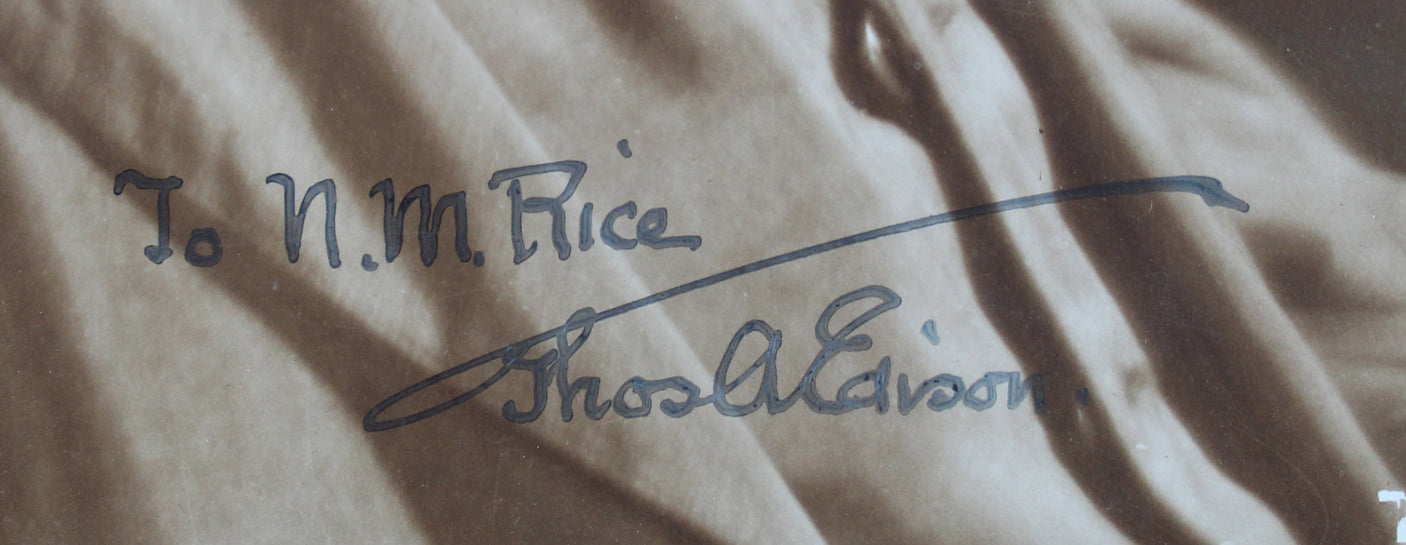 To N. M. Rice
Thos A Edison.